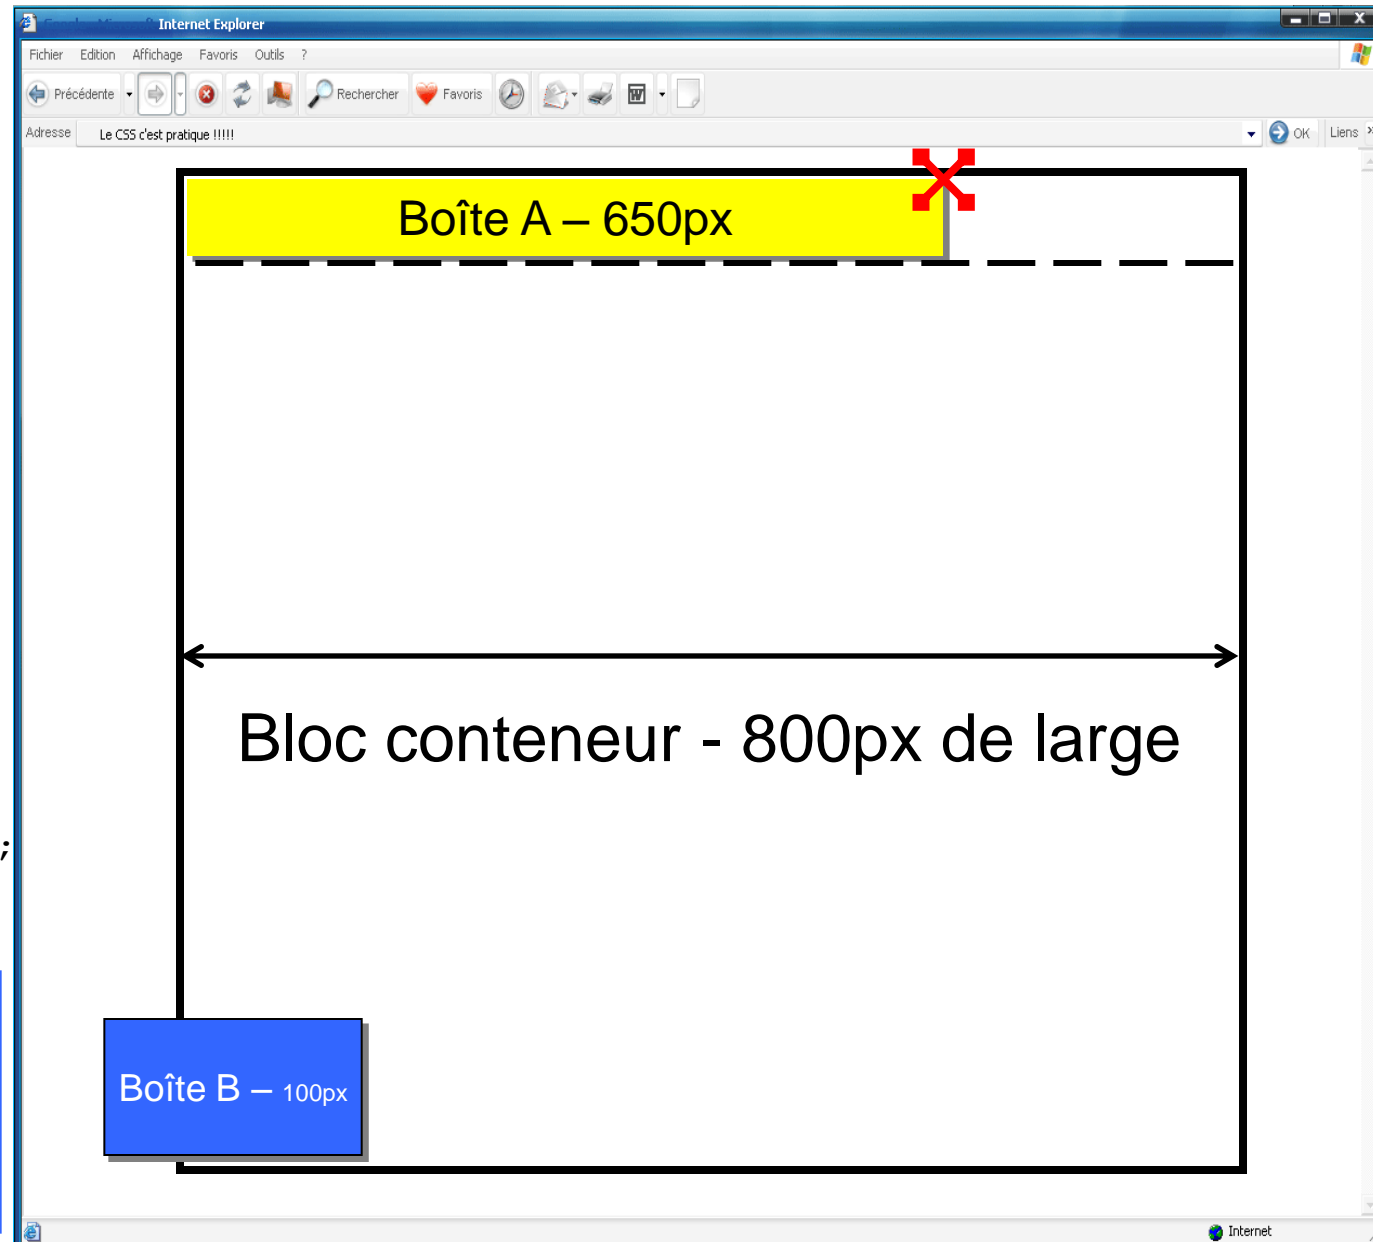 Internet Explorer
Fichier Edition Affichage Favoris Outils ?
Précédente Rechercher Favoris
Adresse Le CSS c'est pratique !!!!! OK Liens »
Boîte A – 650px
Bloc conteneur - 800px de large
;
Boîte B – 100px
Internet